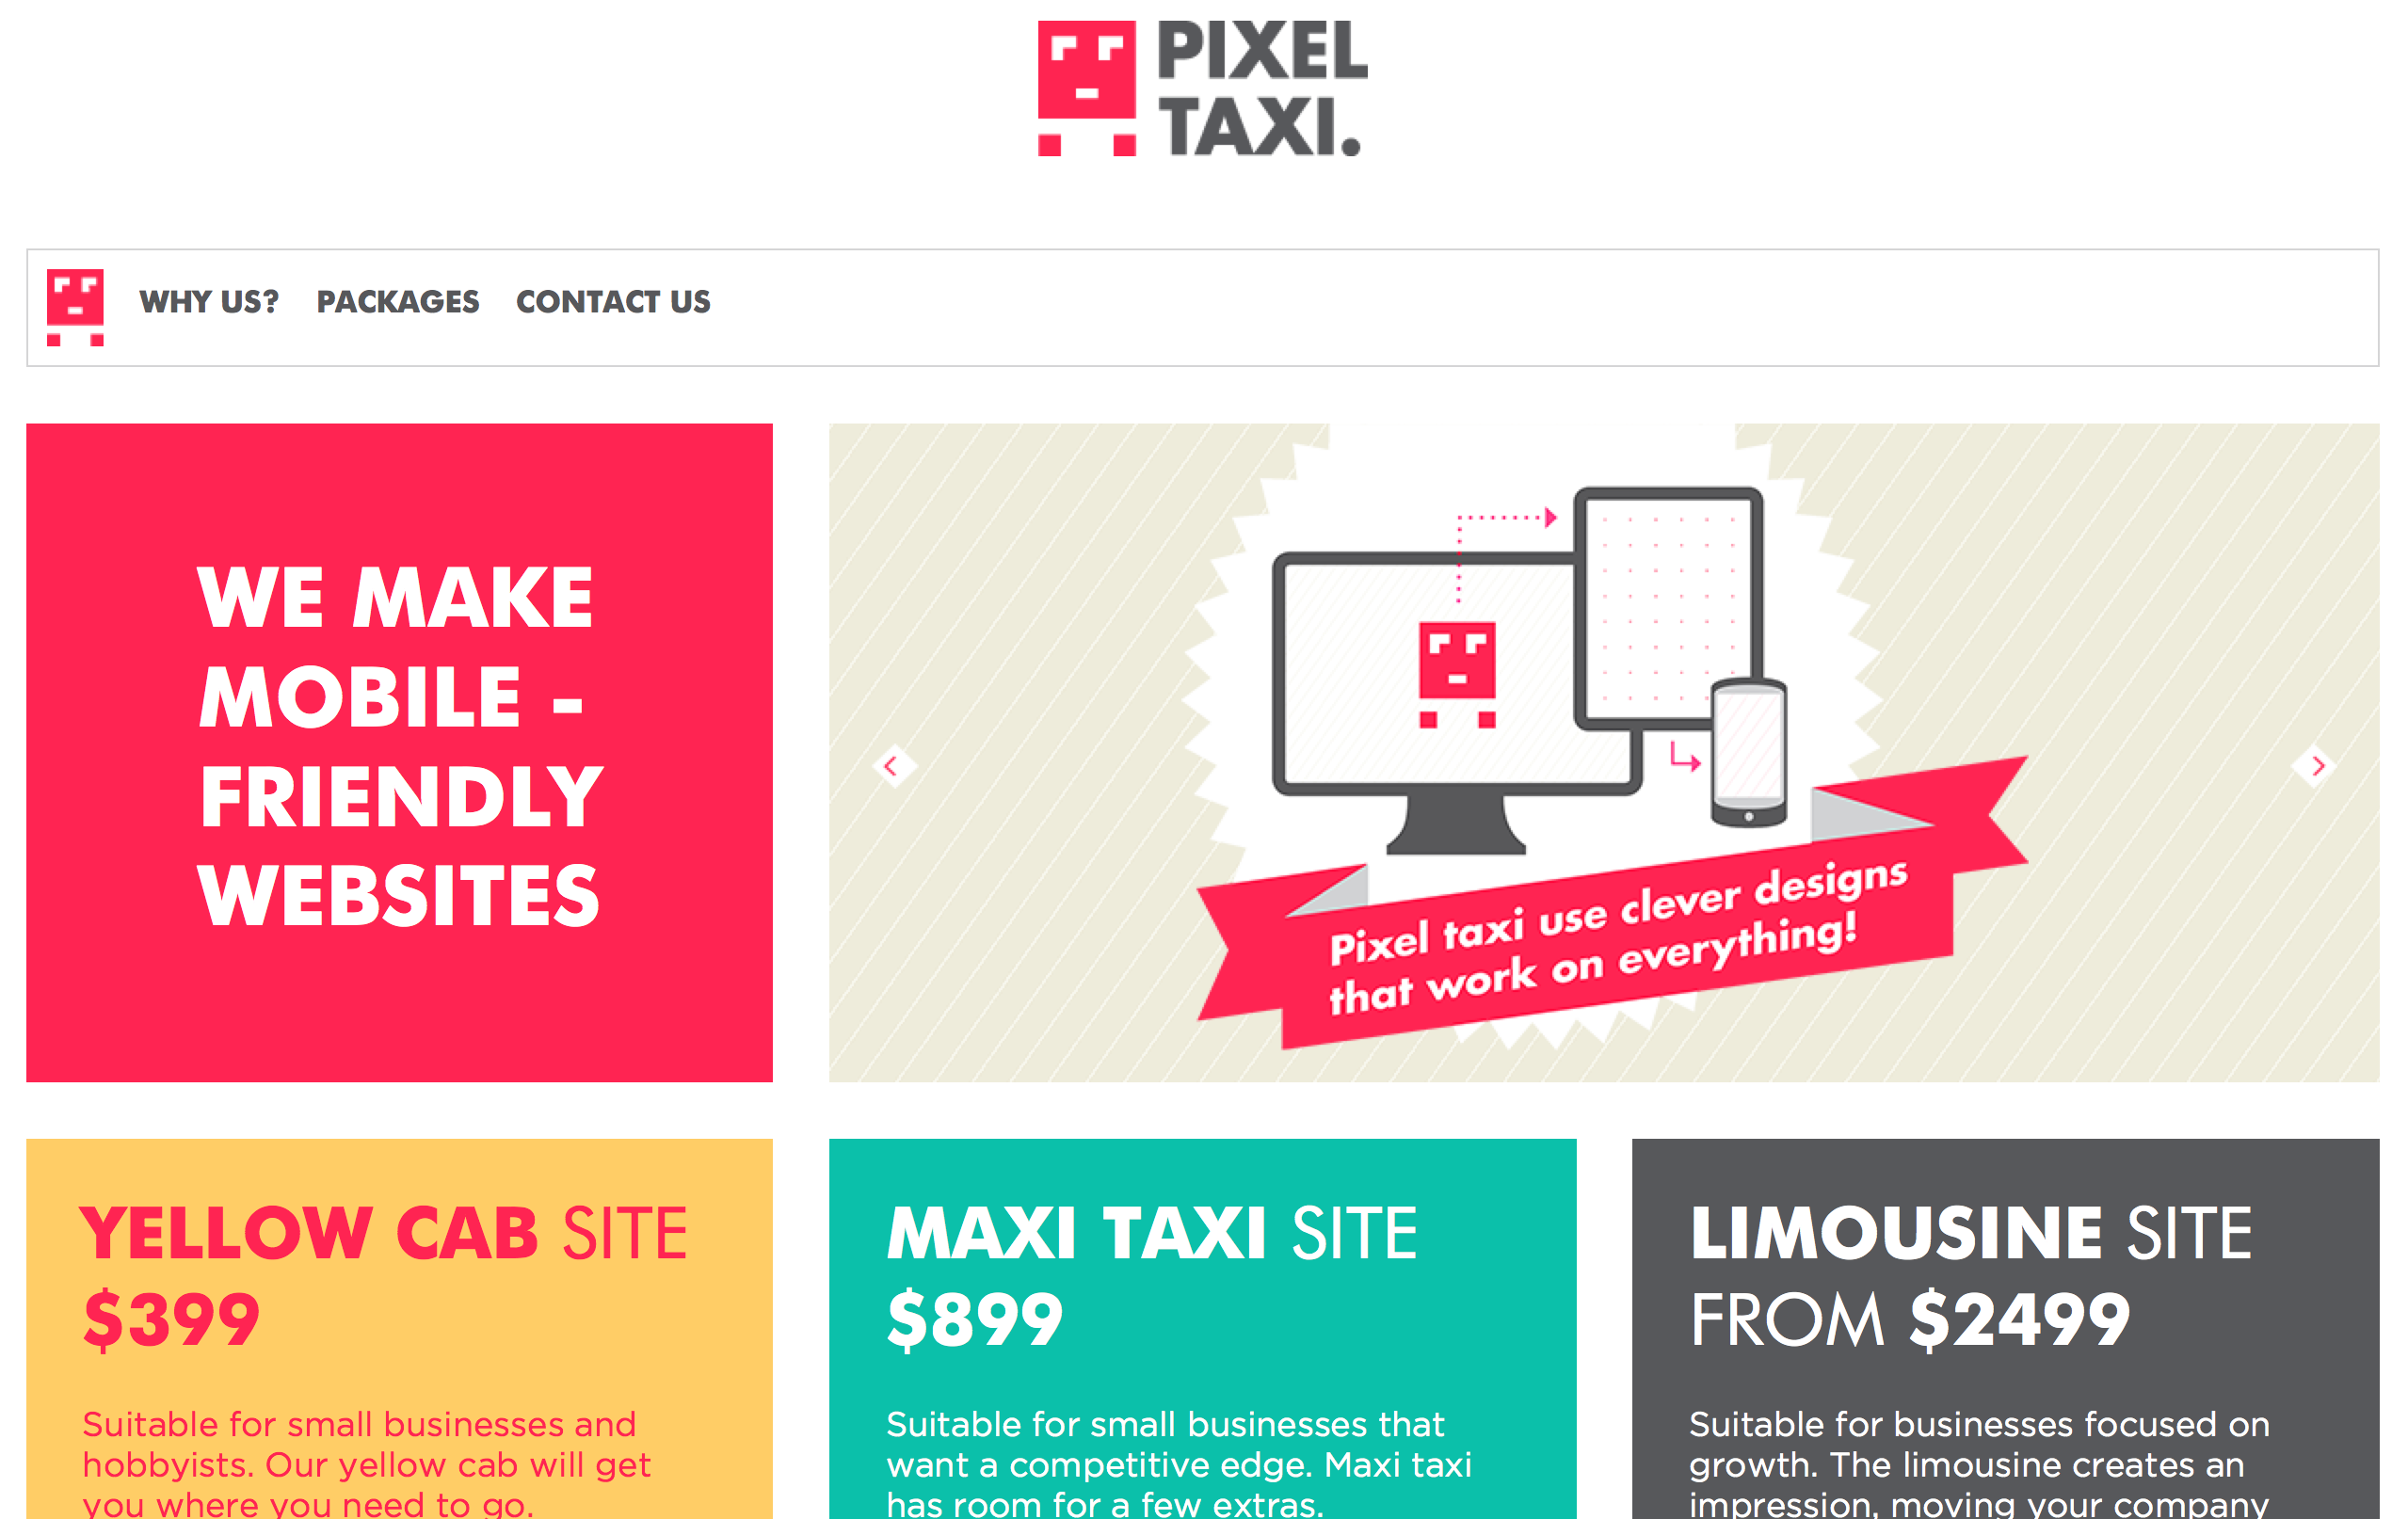 PIXEL
TAXI.
WHY US? PACKAGES CONTACT US
WE MAKE
MOBILE -
FRIENDLY
WEBSITES
Pixel taxi use clever designs
that work on everything!
YELLOW CAB SITE
$399
Suitable for small businesses and
hobbyists. Our yellow cab will get
you where you need to go.
MAXI TAXI SITE
$899
Suitable for small businesses that
want a competitive edge. Maxi taxi
has room for a few extras.
LIMOUSINE SITE
FROM $2499
Suitable for businesses focused on
growth. The limousine creates an
impression, moving your company